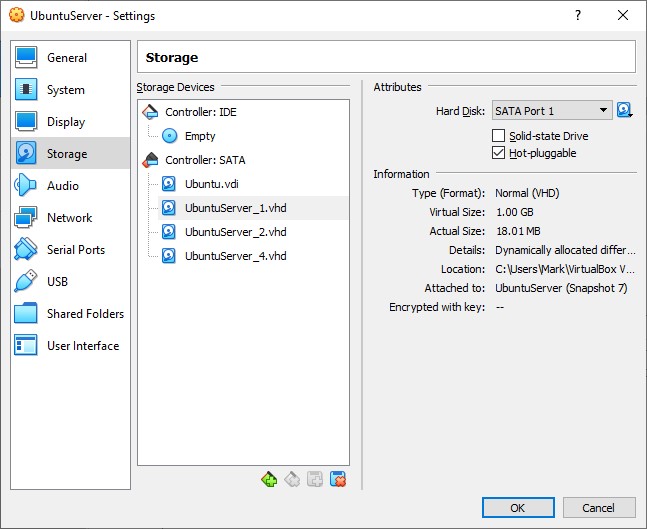 UbuntuServer - Settings
?
General
System
Display
Storage
Audio
Network
Serial Ports
USB
Shared Folders
User Interface
Storage
Storage Devices
Controller: IDE
Empty
Controller: SATA
Ubuntu.vdi
UbuntuServer_1.vhd
UbuntuServer_2.vhd
UbuntuServer_4.vhd
Attributes
Hard Disk: SATA Port 1
Solid-state Drive
Hot-pluggable
Information
Type (Format): Normal (VHD)
Virtual Size: 1.00 GB
Actual Size: 18.01 MB
Details: Dynamically allocated differ...
Location: C:\Users\Mark\VirtualBox V...
Attached to: UbuntuServer (Snapshot 7)
Encrypted with key: --
OK
Cancel